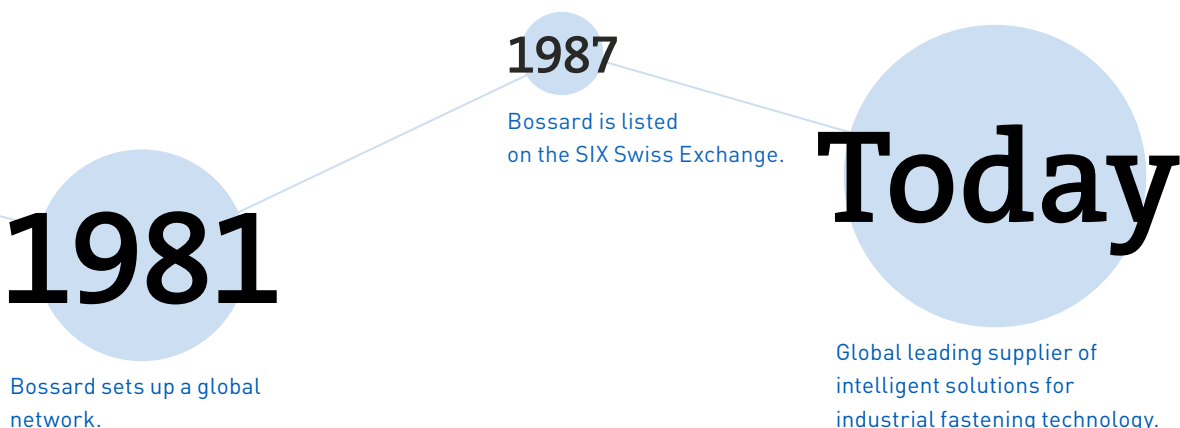 1981
Bossard sets up a global
network.
1987
Bossard is listed
on the SIX Swiss Exchange.
Today
Global leading supplier of
intelligent solutions for
industrial fastening technology.